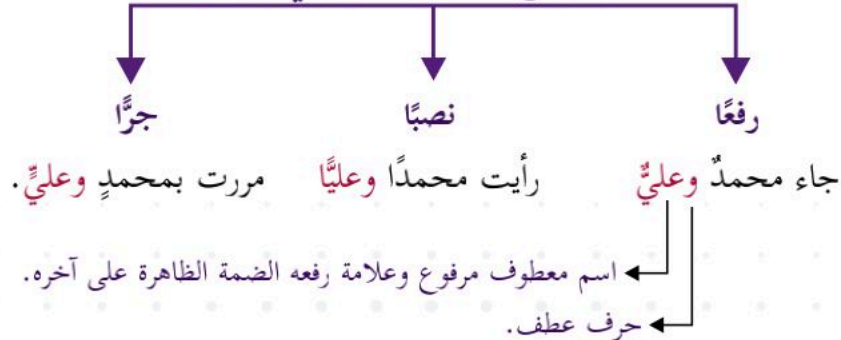 رفعًا نصبًا جرًّا
جاء محمدٌ وعليٌّ رأيت محمدًا وعليًّا مررت بمحمدٍ وعليٍّ.
اسم معطوف مرفوع وعلامة رفعه الضمة الظاهرة على آخره.
حرف عطف.